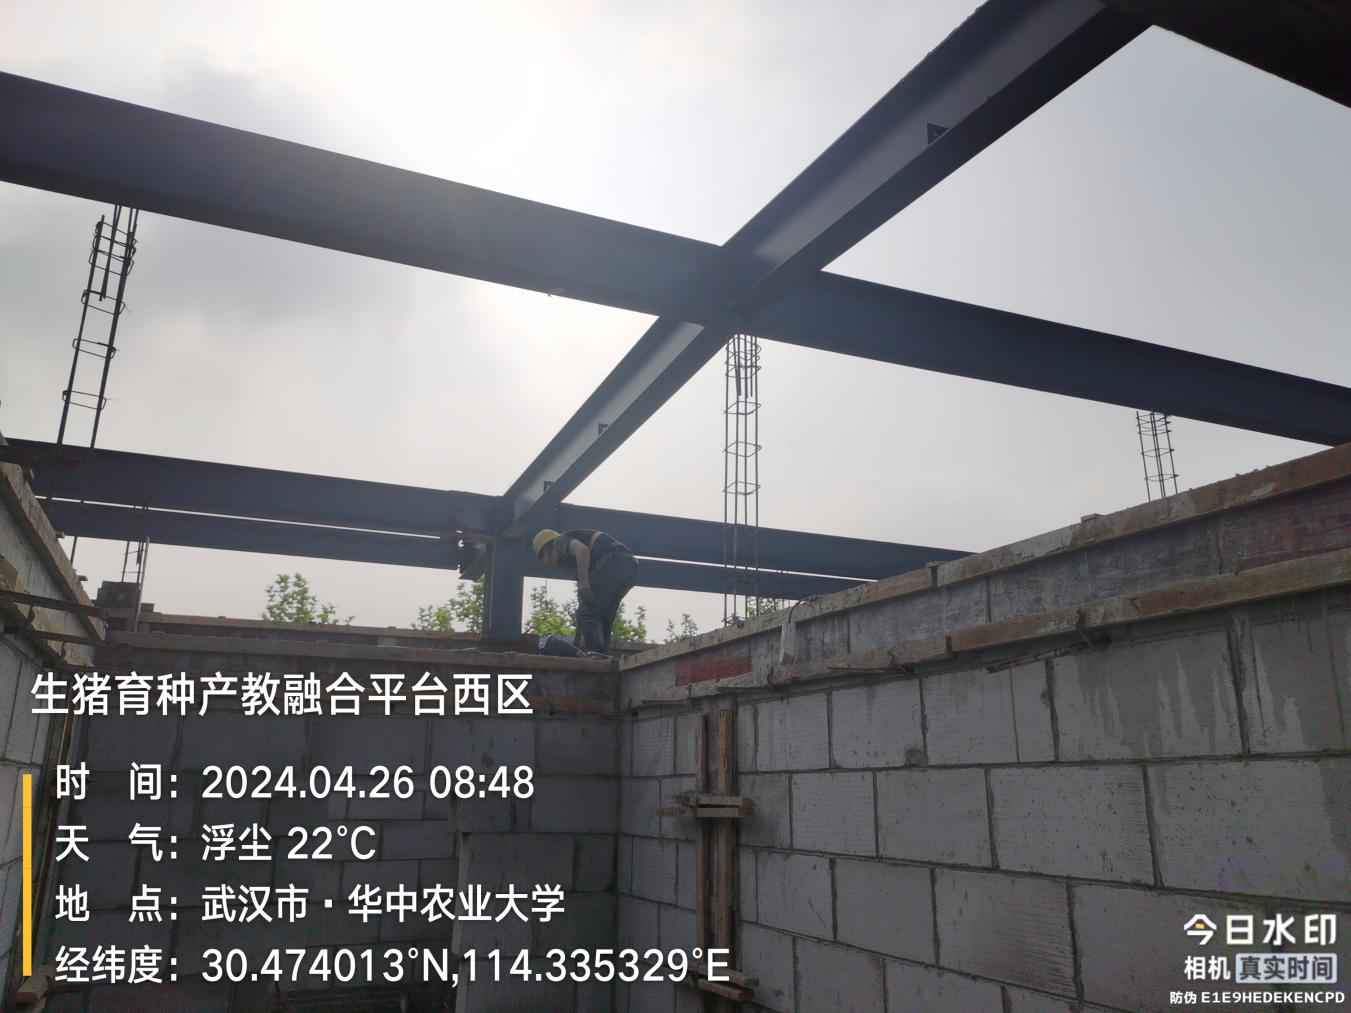 生猪育种产教融合平台西区
时 间：2024.04.26 08:48
天 气：浮尘 22°C
地 点：武汉市·华中农业大学
经纬度：30.474013°N,114.335329°E
今日水印
相机 真实时间
防伪 E1E9HEDEKENCPD